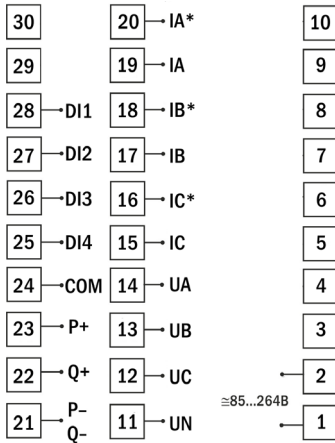 30 20 IA* 10
29 19 IA 9
28 DI1 18 IB* 8
27 DI2 17 IB 7
26 DI3 16 IC* 6
25 DI4 15 IC 5
24 COM 14 UA 4
23 P+ 13 UB 3
22 Q+ 12 UC 2
≅85...264В
21 P– 11 UN 1
Q–